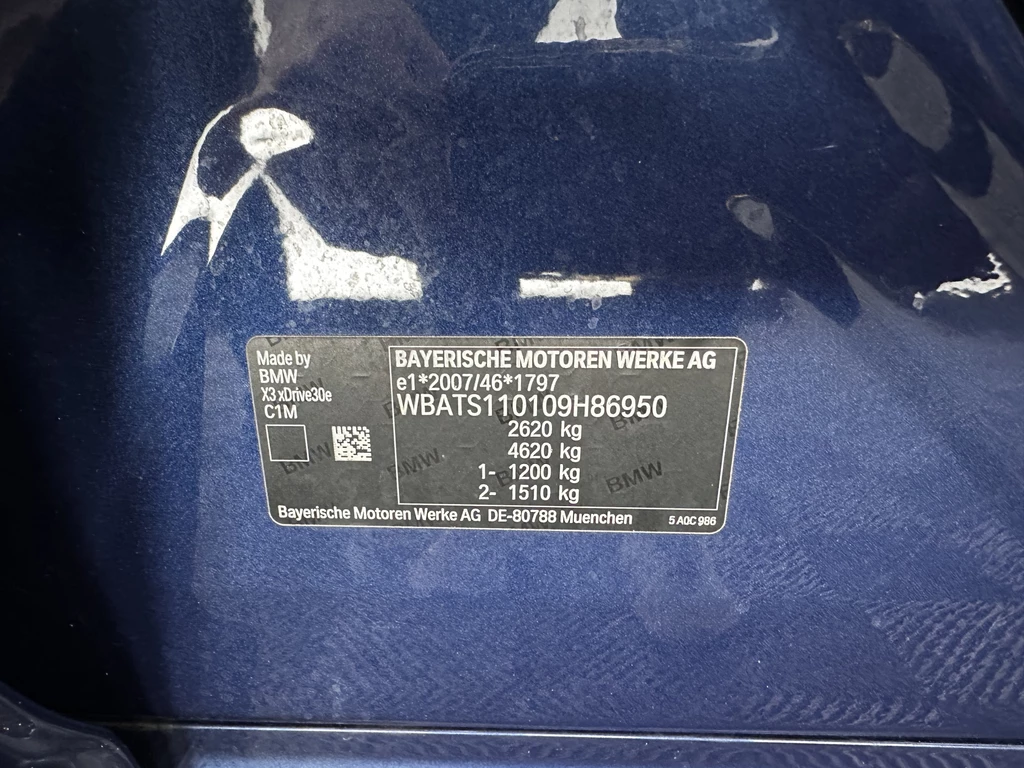 Made by
BMW
X3 xDrive30e
C1M
BAYERISCHE MOTOREN WERKE AG
e1*2007/46*1797
WBATS110109H86950
2620 kg
4620 kg
1- 1200 kg
2- 1510 kg
Bayerische Motoren Werke AG DE-80788 Muenchen
5 A0C 986